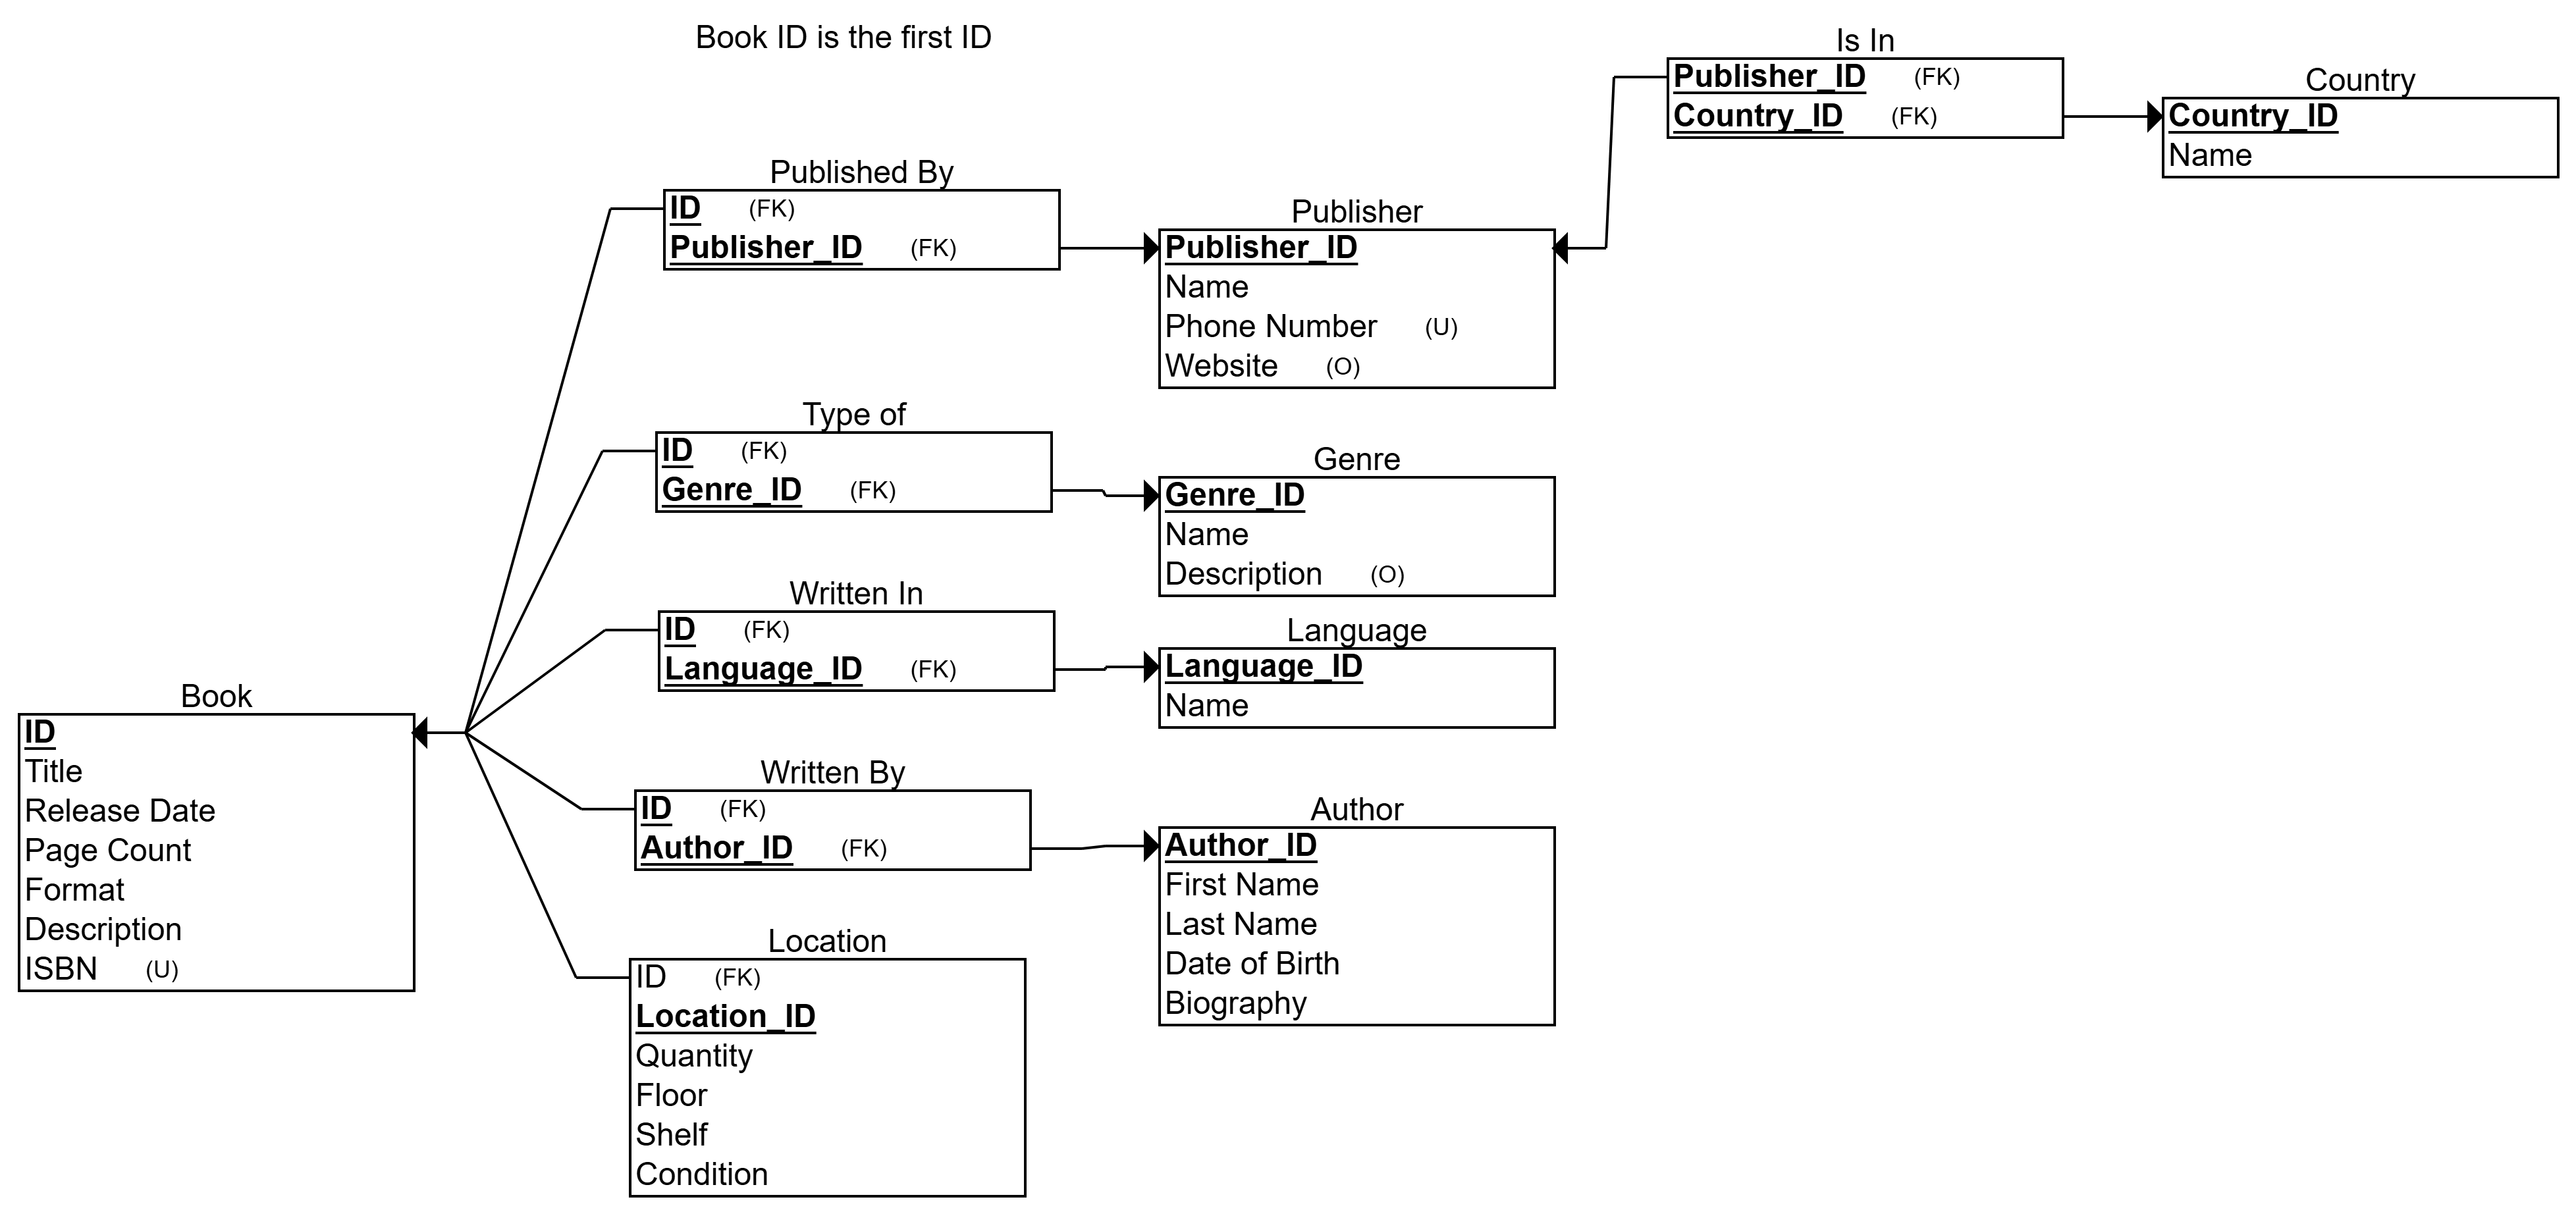 Book ID is the first ID
Is In
Publisher_ID (FK)
Country_ID (FK)
Country
Country_ID
Name
Published By
ID (FK)
Publisher_ID (FK)
Publisher
Publisher_ID
Name
Phone Number (U)
Website (O)
Type of
ID (FK)
Genre_ID (FK)
Genre
Genre_ID
Name
Description (O)
Written In
ID (FK)
Language_ID (FK)
Language
Language_ID
Name
Book
ID
Title
Release Date
Page Count
Format
Description
ISBN (U)
Written By
ID (FK)
Author_ID (FK)
Author
Author_ID
First Name
Last Name
Date of Birth
Biography
Location
ID (FK)
Location_ID
Quantity
Floor
Shelf
Condition